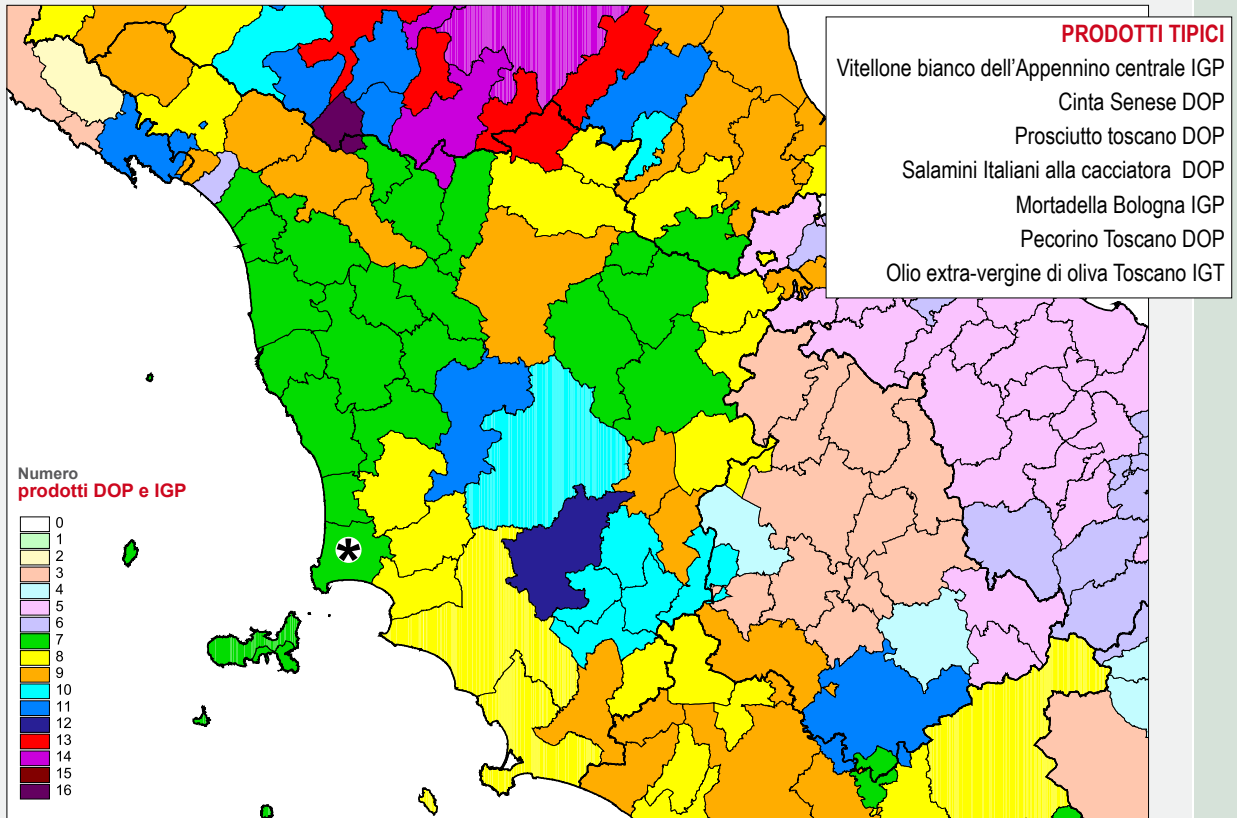 PRODOTTI TIPICI
Vitellone bianco dell'Appennino centrale IGP
Cinta Senese DOP
Prosciutto toscano DOP
Salamini Italiani alla cacciatora DOP
Mortadella Bologna IGP
Pecorino Toscano DOP
Olio extra-vergine di oliva Toscano IGT
*
Numero
prodotti DOP e IGP
0
1
2
3
4
5
6
7
8
9
10
11
12
13
14
15
16